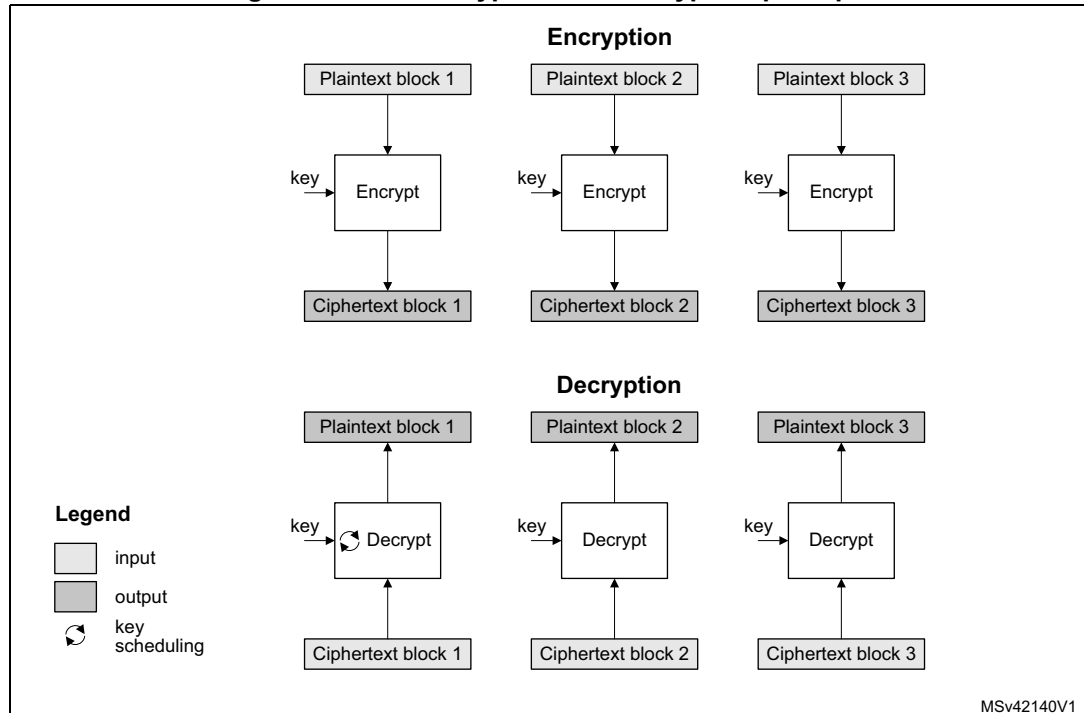 Encryption
Plaintext block 1 Plaintext block 2 Plaintext block 3
key Encrypt key Encrypt key Encrypt
Ciphertext block 1 Ciphertext block 2 Ciphertext block 3
Decryption
Plaintext block 1 Plaintext block 2 Plaintext block 3
Legend
key Decrypt key Decrypt key Decrypt
input
output
key
scheduling
Ciphertext block 1 Ciphertext block 2 Ciphertext block 3
MSv42140V1